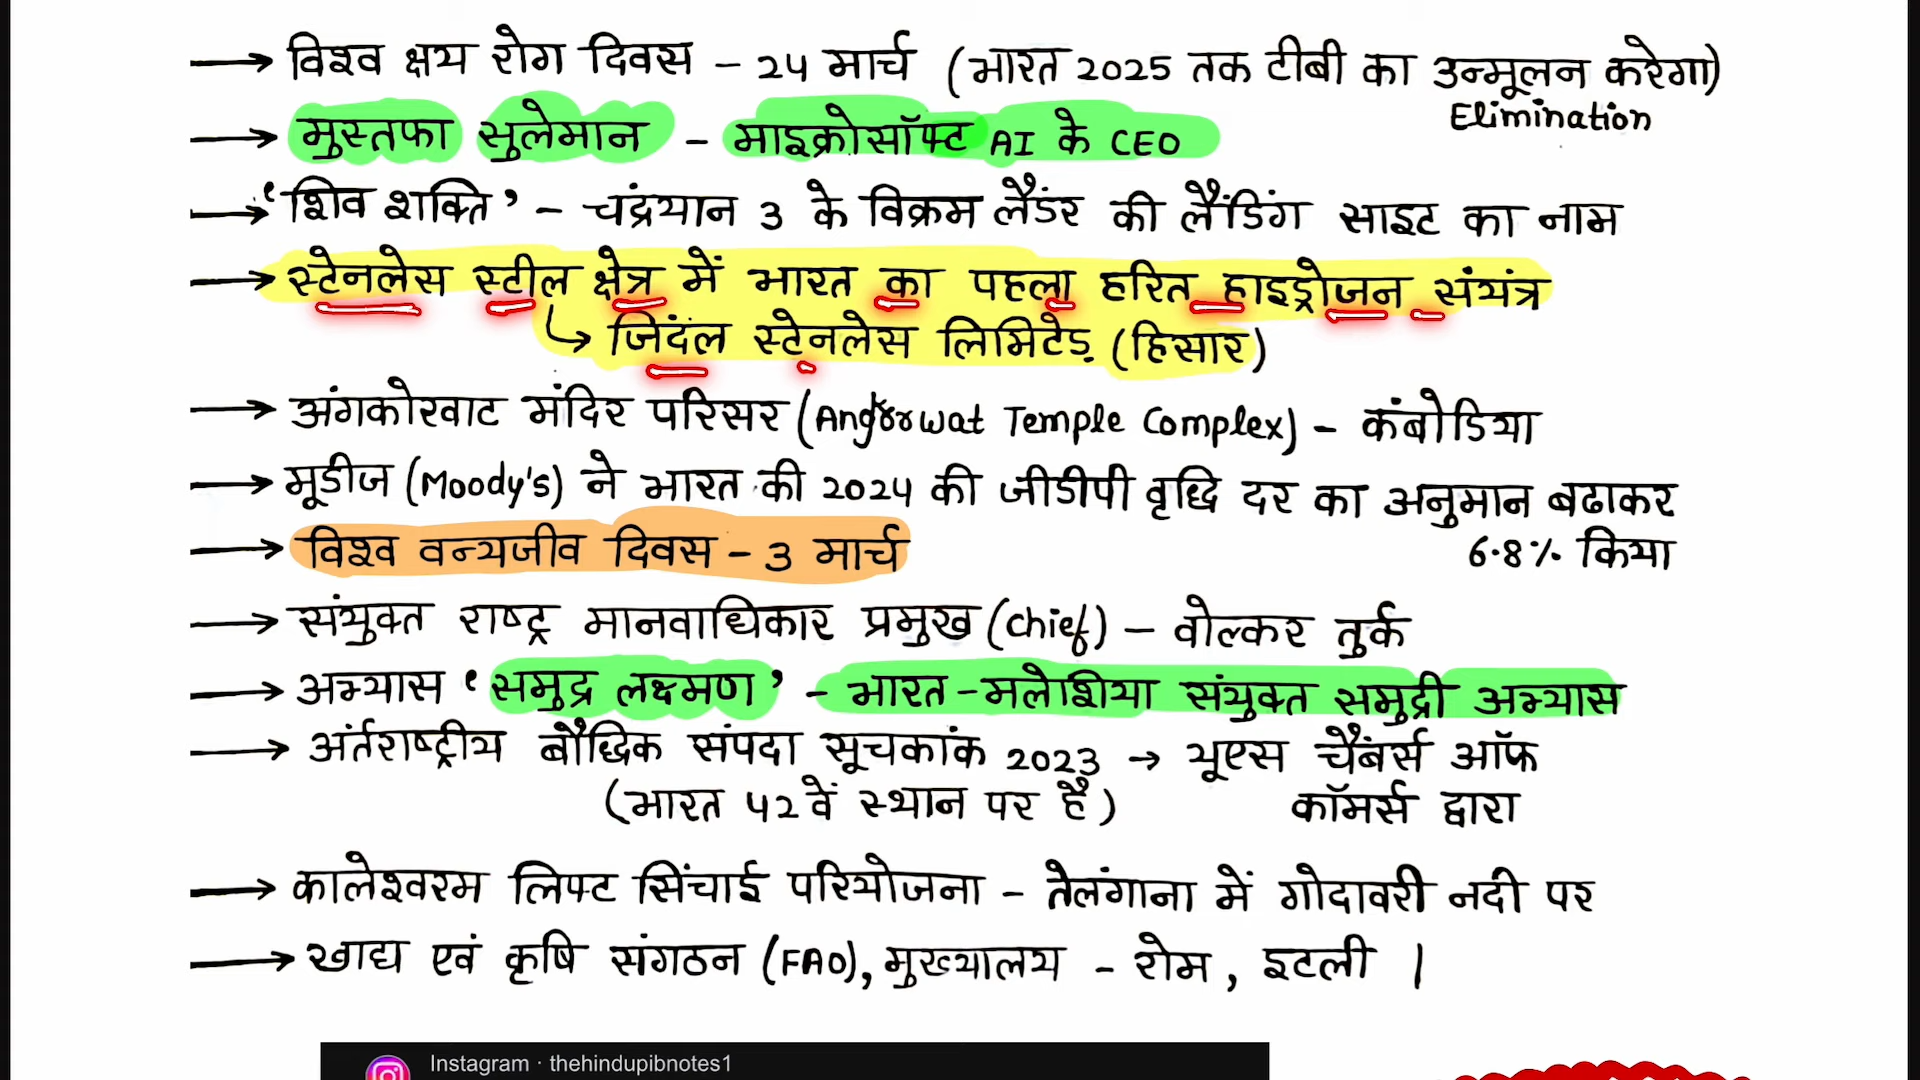 → विश्व क्षय रोग दिवस – 24 मार्च (भारत 2025 तक टीबी का उन्मूलन करेगा)
Elimination
→ मुस्तफा सुलेमान – माइक्रोसॉफ्ट AI के CEO
→ ‘शिव शक्ति’ – चंद्रयान 3 के विक्रम लैंडर की लैंडिंग साइट का नाम
→ स्टेनलेस स्टील क्षेत्र में भारत का पहला हरित हाइड्रोजन संयंत्र
↳ जिंदल स्टेनलेस लिमिटेड (हिसार)
→ अंगकोरवाट मंदिर परिसर (Angkorwat Temple Complex) – कंबोडिया
→ मूडीज (Moody's) ने भारत की 2024 की जीडीपी वृद्धि दर का अनुमान बढाकर
6.8% किया
→ विश्व वन्यजीव दिवस – 3 मार्च
→ संयुक्त राष्ट्र मानवाधिकार प्रमुख (Chief) – वोल्कर तुर्क
→ अभ्यास ‘समुद्र लक्ष्मण’ – भारत-मलेशिया संयुक्त समुद्री अभ्यास
→ अंर्तराष्ट्रीय बौद्धिक संपदा सूचकांक 2023 → यूएस चैंबर्स ऑफ
(भारत 42वें स्थान पर है) कॉमर्स द्वारा
→ कालेश्वरम लिफ्ट सिंचाई परियोजना – तेलंगाना में गोदावरी नदी पर
→ खाद्य एवं कृषि संगठन (FAO), मुख्यालय – रोम, इटली |
Instagram · thehindupibnotes1